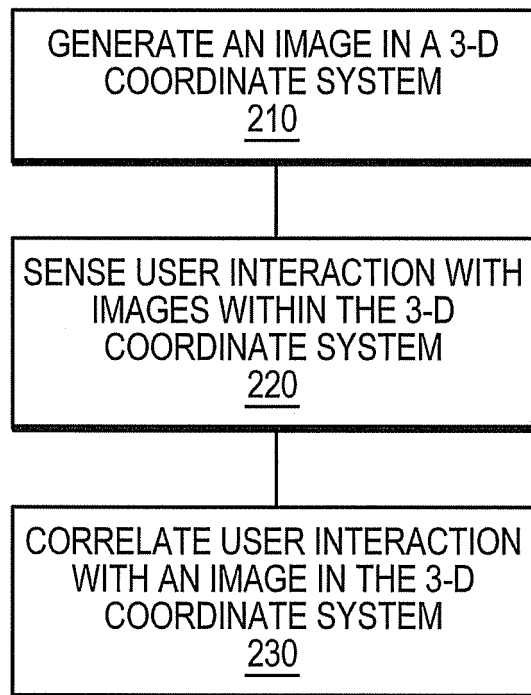 GENERATE AN IMAGE IN A 3-D
COORDINATE SYSTEM
210
SENSE USER INTERACTION WITH
IMAGES WITHIN THE 3-D
COORDINATE SYSTEM
220
CORRELATE USER INTERACTION
WITH AN IMAGE IN THE 3-D
COORDINATE SYSTEM
230